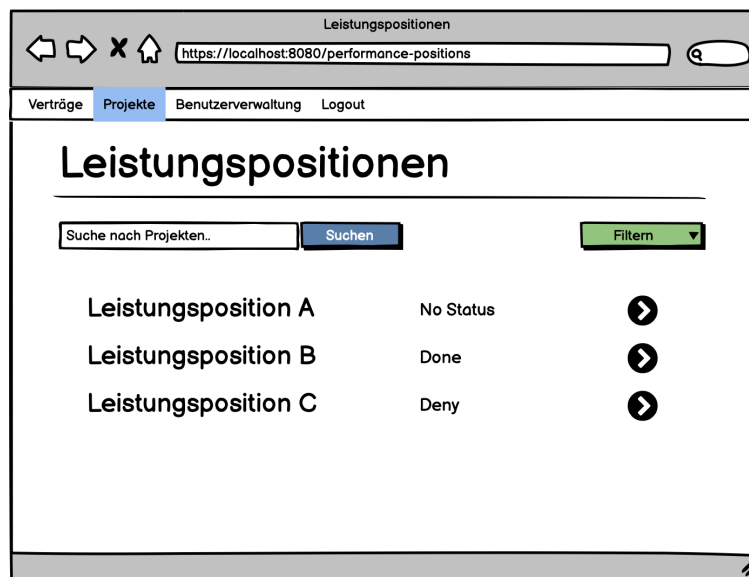 Leistungspositionen
https://localhost:8080/performance-positions
Verträge Projekte Benutzerverwaltung Logout
Leistungspositionen
Suche nach Projekten.. Suchen Filtern
Leistungsposition A No Status
Leistungsposition B Done
Leistungsposition C Deny